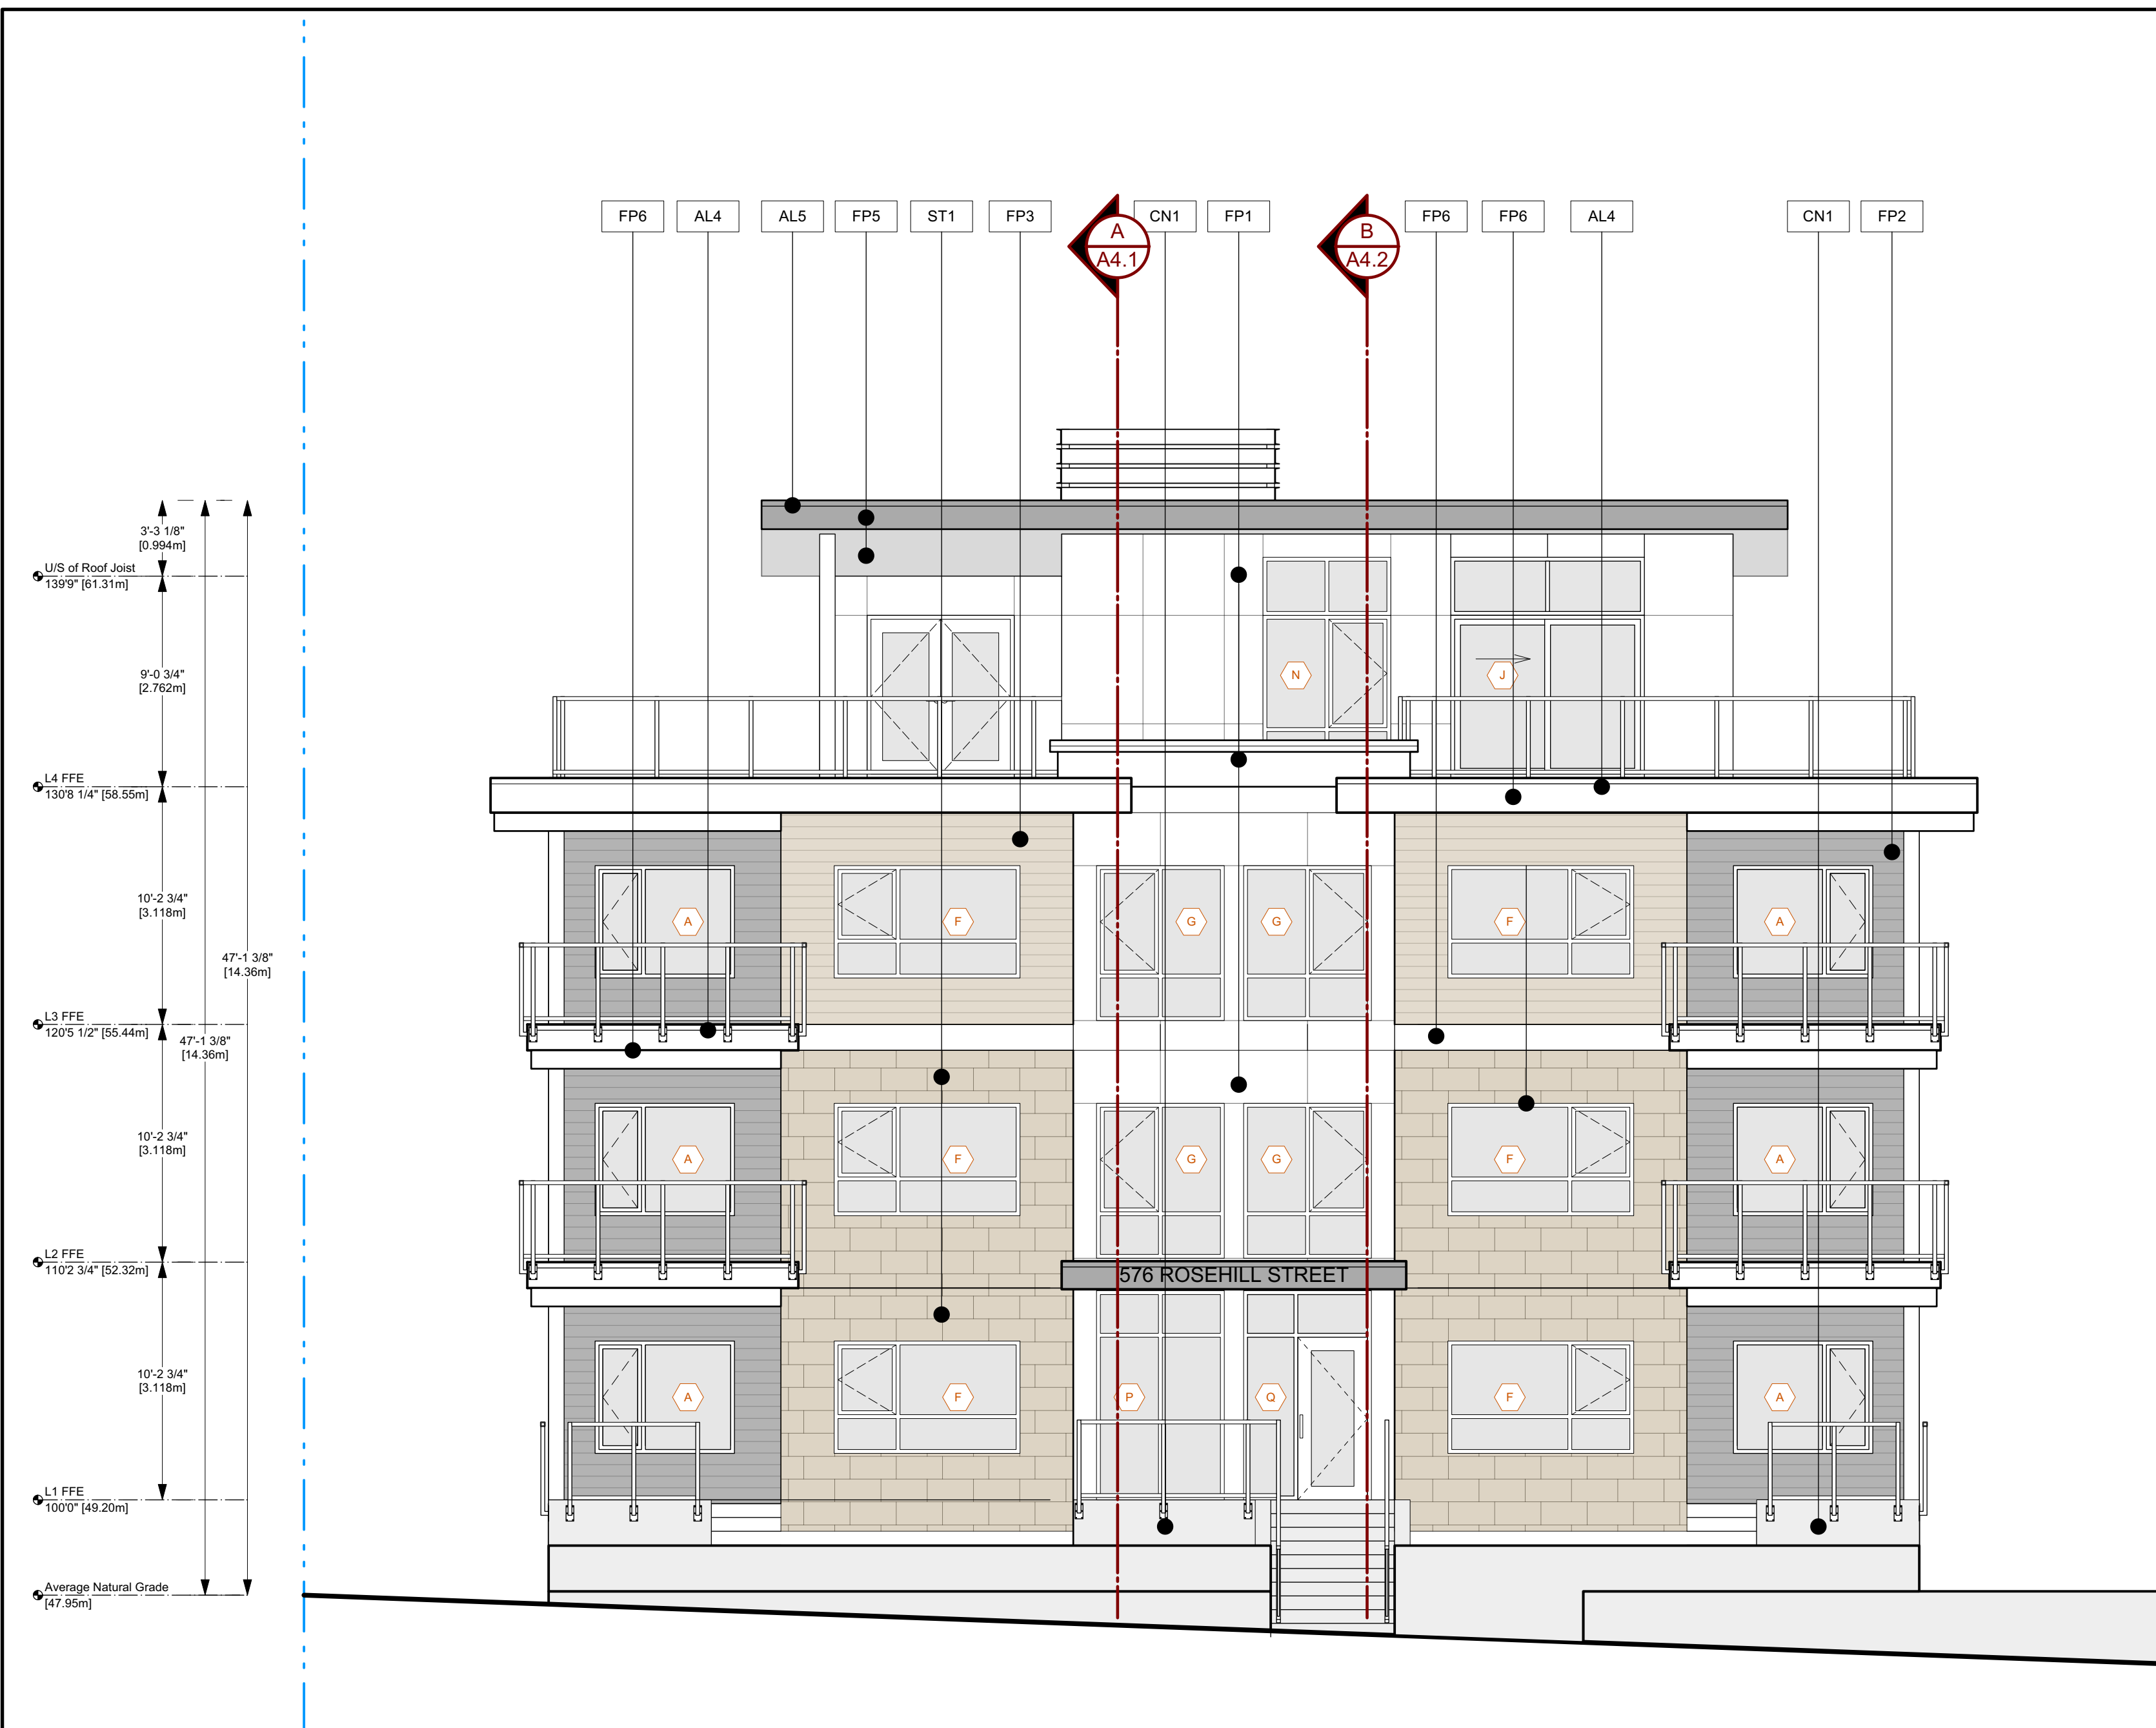 FP6 AL4 AL5 FP5 ST1 FP3 CN1 FP1 FP6 FP6 AL4 CN1 FP2
A
A4.1
B
A4.2
3'-3 1/8"
[0.994m]
U/S of Roof Joist
139'9" [61.31m]
9'-0 3/4"
[2.762m]
N J
L4 FFE
130'8 1/4" [58.55m]
10'-2 3/4"
[3.118m]
A F G G F A
47'-1 3/8"
[14.36m]
L3 FFE
120'5 1/2" [55.44m]
47'-1 3/8"
[14.36m]
10'-2 3/4"
[3.118m]
A F G G F A
L2 FFE
110'2 3/4" [52.32m]
576 ROSEHILL STREET
10'-2 3/4"
[3.118m]
A F P Q F A
L1 FFE
100'0" [49.20m]
Average Natural Grade
[47.95m]